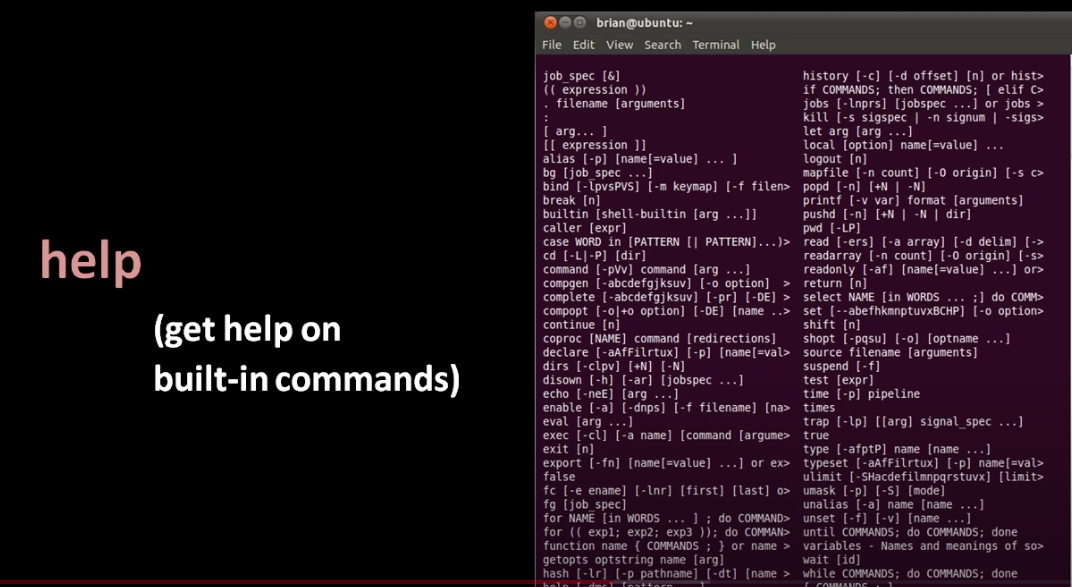 help
(get help on
built-in commands)
brian@ubuntu: ~
File Edit View Search Terminal Help
job_spec [&]
(( expression ))
. filename [arguments]
:
[ arg... ]
[[ expression ]]
alias [-p] [name[=value] ... ]
bg [job_spec ...]
bind [-lpvsPVS] [-m keymap] [-f filen>
break [n]
builtin [shell-builtin [arg ...]]
caller [expr]
case WORD in [PATTERN [| PATTERN]...)>
cd [-L|-P] [dir]
command [-pVv] command [arg ...]
compgen [-abcdefgjksuv] [-o option] >
complete [-abcdefgjksuv] [-pr] [-DE] >
compopt [-o|+o option] [-DE] [name ..>
continue [n]
coproc [NAME] command [redirections]
declare [-aAfFilrtux] [-p] [name[=val>
dirs [-clpv] [+N] [-N]
disown [-h] [-ar] [jobspec ...]
echo [-neE] [arg ...]
enable [-a] [-dnps] [-f filename] [na>
eval [arg ...]
exec [-cl] [-a name] [command [argume>
exit [n]
export [-fn] [name[=value] ...] or ex>
false
fc [-e ename] [-lnr] [first] [last] o>
fg [job_spec]
for NAME [in WORDS ... ] ; do COMMAND>
for (( exp1; exp2; exp3 )); do COMMAN>
function name { COMMANDS ; } or name >
getopts optstring name [arg]
hash [-lr] [-p pathname] [-dt] [name >
help [-dms] [pattern ...]
history [-c] [-d offset] [n] or hist>
if COMMANDS; then COMMANDS; [ elif C>
jobs [-lnprs] [jobspec ...] or jobs >
kill [-s sigspec | -n signum | -sigs>
let arg [arg ...]
local [option] name[=value] ...
logout [n]
mapfile [-n count] [-O origin] [-s c>
popd [-n] [+N | -N]
printf [-v var] format [arguments]
pushd [-n] [+N | -N | dir]
pwd [-LP]
read [-ers] [-a array] [-d delim] [->
readarray [-n count] [-O origin] [-s>
readonly [-af] [name[=value] ...] or>
return [n]
select NAME [in WORDS ... ;] do COMM>
set [--abefhkmnptuvxBCHP] [-o option>
shift [n]
shopt [-pqsu] [-o] [optname ...]
source filename [arguments]
suspend [-f]
test [expr]
time [-p] pipeline
times
trap [-lp] [[arg] signal_spec ...]
true
type [-afptP] name [name ...]
typeset [-aAfFilrtux] [-p] name[=val>
ulimit [-SHacdefilmnpqrstuvx] [limit>
umask [-p] [-S] [mode]
unalias [-a] name [name ...]
unset [-f] [-v] [name ...]
until COMMANDS; do COMMANDS; done
variables - Names and meanings of so>
wait [id]
while COMMANDS; do COMMANDS; done
{ COMMANDS ; }